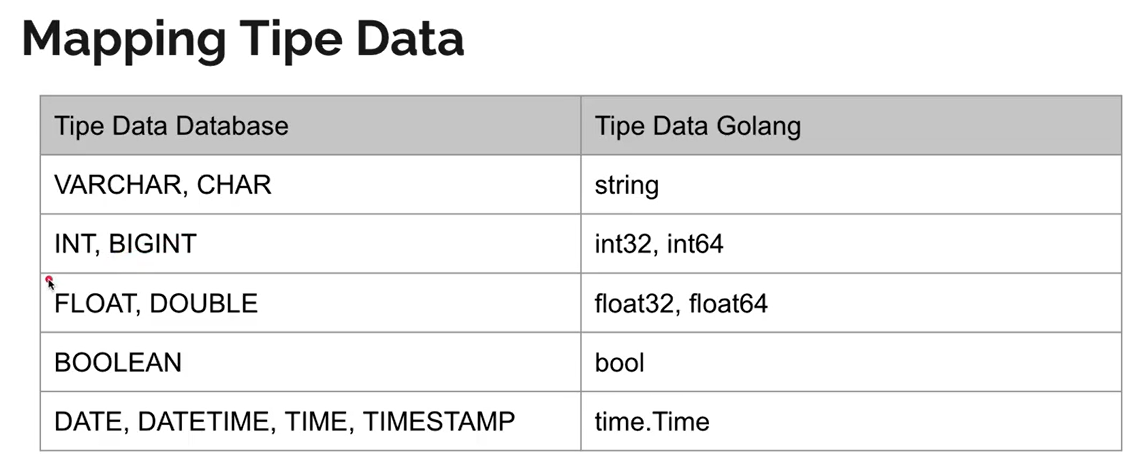 Mapping Tipe Data
Tipe Data Database Tipe Data Golang
VARCHAR, CHAR string
INT, BIGINT int32, int64
FLOAT, DOUBLE float32, float64
BOOLEAN bool
DATE, DATETIME, TIME, TIMESTAMP time.Time